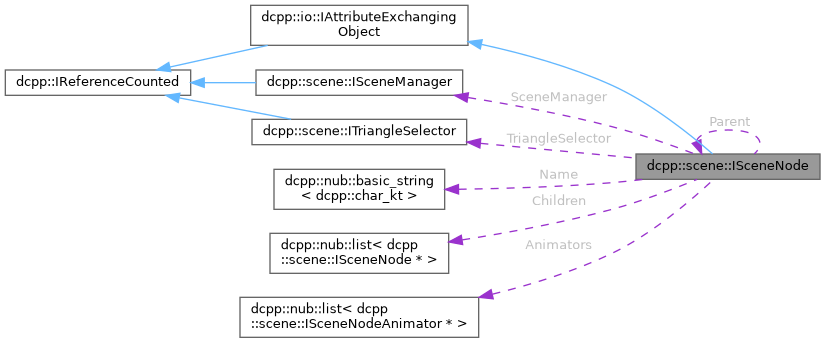 dcpp::io::IAttributeExchanging
Object
dcpp::IReferenceCounted
dcpp::scene::ISceneManager
SceneManager
Parent
dcpp::scene::ITriangleSelector
TriangleSelector
dcpp::scene::ISceneNode
dcpp::nub::basic_string
< dcpp::char_kt >
Name
Children
dcpp::nub::list< dcpp
::scene::ISceneNode * >
Animators
dcpp::nub::list< dcpp
::scene::ISceneNodeAnimator * >